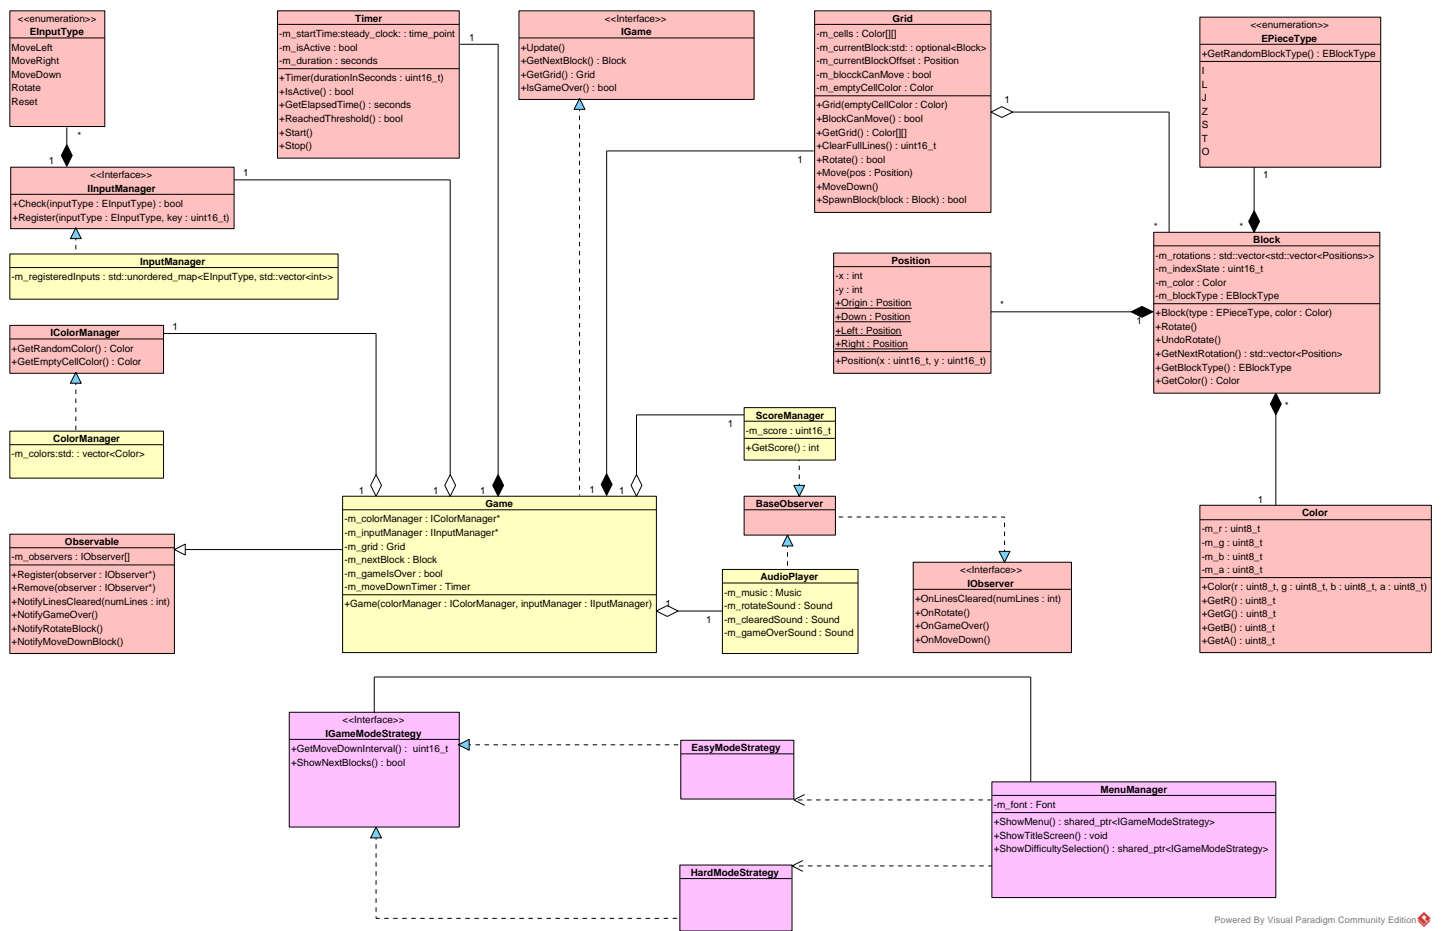 <<enumeration>>
EInputType
MoveLeft
MoveRight
MoveDown
Rotate
Reset
*
1
<<Interface>>
IInputManager
+Check(inputType : EInputType) : bool
+Register(inputType : EInputType, key : uint16_t)
1
InputManager
-m_registeredInputs : std::unordered_map<EInputType, std::vector<int>>
IColorManager
+GetRandomColor() : Color
+GetEmptyCellColor() : Color
1
ColorManager
-m_colors:std: : vector<Color>
Observable
-m_observers : IObserver[]
+Register(observer : IObserver*)
+Remove(observer : IObserver*)
+NotifyLinesCleared(numLines : int)
+NotifyGameOver()
+NotifyRotateBlock()
+NotifyMoveDownBlock()
Timer
-m_startTime:steady_clock: : time_point
-m_isActive : bool
-m_duration : seconds
+Timer(durationInSeconds : uint16_t)
+IsActive() : bool
+GetElapsedTime() : seconds
+ReachedThreshold() : bool
+Start()
+Stop()
1
<<Interface>>
IGame
+Update()
+GetNextBlock() : Block
+GetGrid() : Grid
+IsGameOver() : bool
Grid
-m_cells : Color[][]
-m_currentBlock:std: : optional<Block>
-m_currentBlockOffset : Position
-m_blocckCanMove : bool
-m_emptyCellColor : Color
+Grid(emptyCellColor : Color)
+BlockCanMove() : bool
+GetGrid() : Color[][]
+ClearFullLines() : uint16_t
+Rotate() : bool
+Move(pos : Position)
+MoveDown()
+SpawnBlock(block : Block) : bool
1
1
<<enumeration>>
EPieceType
+GetRandomBlockType() : EBlockType
I
L
J
Z
S
T
O
1
*
*
Block
-m_rotations : std::vector<std::vector<Positions>>
-m_indexState : uint16_t
-m_color : Color
-m_blockType : EBlockType
+Block(type : EPieceType, color : Color)
+Rotate()
+UndoRotate()
+GetNextRotation() : std::vector<Position>
+GetBlockType() : EBlockType
+GetColor() : Color
Position
-x : int
-y : int
+Origin : Position
+Down : Position
+Left : Position
+Right : Position
+Position(x : uint16_t, y : uint16_t)
*
1
*
1
Color
-m_r : uint8_t
-m_g : uint8_t
-m_b : uint8_t
-m_a : uint8_t
+Color(r : uint8_t, g : uint8_t, b : uint8_t, a : uint8_t)
+GetR() : uint8_t
+GetG() : uint8_t
+GetB() : uint8_t
+GetA() : uint8_t
ScoreManager
-m_score : uint16_t
+GetScore() : int
1
BaseObserver
AudioPlayer
-m_music : Music
-m_rotateSound : Sound
-m_clearedSound : Sound
-m_gameOverSound : Sound
1
<<Interface>>
IObserver
+OnLinesCleared(numLines : int)
+OnRotate()
+OnGameOver()
+OnMoveDown()
1
1
1
1
1
Game
-m_colorManager : IColorManager*
-m_inputManager : IInputManager*
-m_grid : Grid
-m_nextBlock : Block
-m_gameIsOver : bool
-m_moveDownTimer : Timer
+Game(colorManager : IColorManager, inputManager : IIputManager)
1
<<Interface>>
IGameModeStrategy
+GetMoveDownInterval() : uint16_t
+ShowNextBlocks() : bool
EasyModeStrategy
HardModeStrategy
MenuManager
-m_font : Font
+ShowMenu() : shared_ptr<IGameModeStrategy>
+ShowTitleScreen() : void
+ShowDifficultySelection() : shared_ptr<IGameModeStrategy>
Powered By Visual Paradigm Community Edition